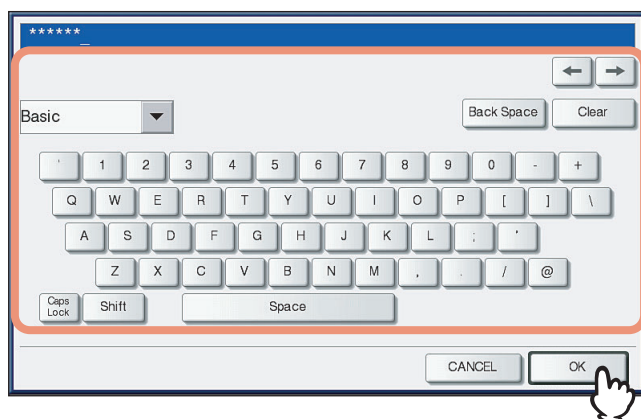 ******_
← →
Basic Back Space Clear
' 1 2 3 4 5 6 7 8 9 0 - +
Q W E R T Y U I O P [ ] \
A S D F G H J K L ; '
Z X C V B N M , . / @
Caps Lock Shift Space
CANCEL OK